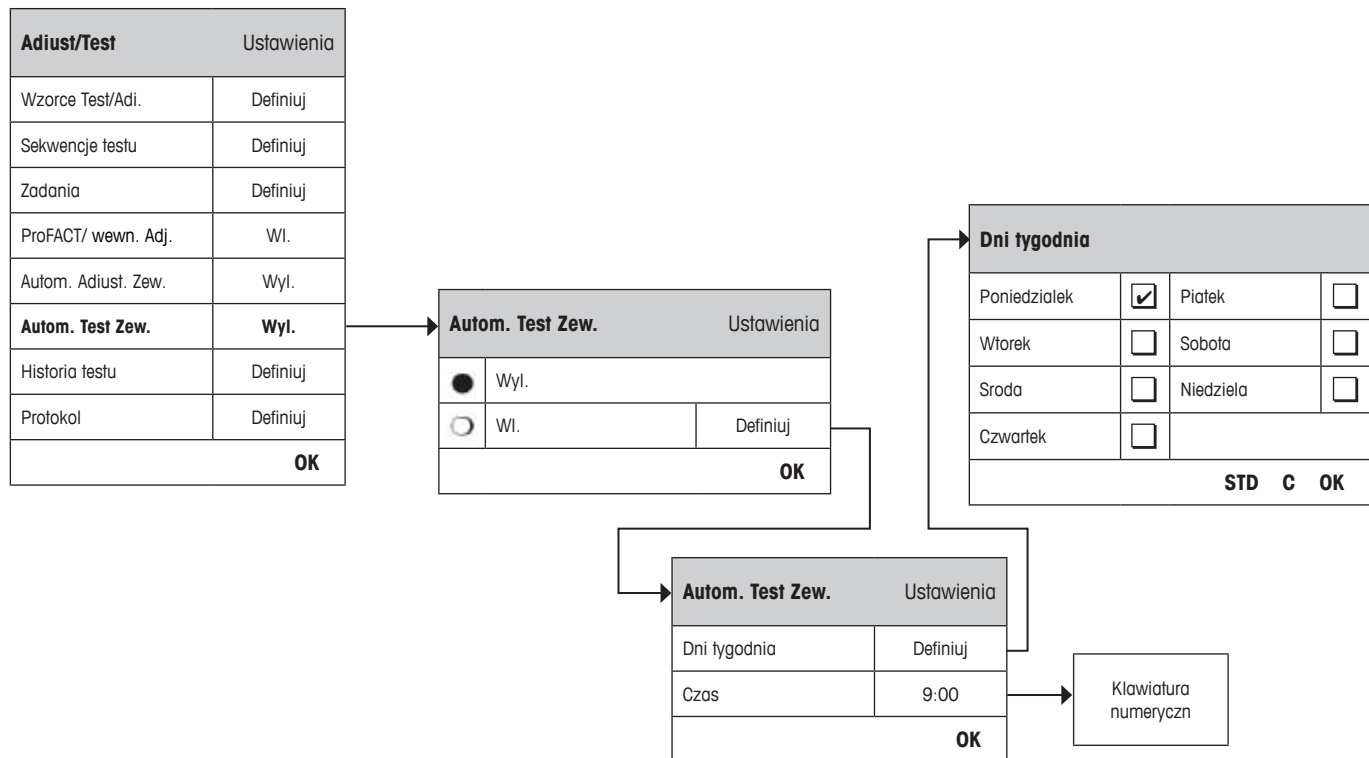 Adiust/Test Ustawienia
Wzorce Test/Adi. Definiuj
Sekwencje testu Definiuj
Zadania Definiuj
ProFACT/ wewn. Adj. Wl.
Autom. Adiust. Zew. Wyl.
Autom. Test Zew. Wyl.
Historia testu Definiuj
Protokol Definiuj
OK
Autom. Test Zew. Ustawienia
Wyl.
Wl. Definiuj
OK
Autom. Test Zew. Ustawienia
Dni tygodnia Definiuj
Czas 9:00
OK
Dni tygodnia
Poniedzialek Piatek
Wtorek Sobota
Sroda Niedziela
Czwartek
STD C OK
Klawiatura
numeryczn